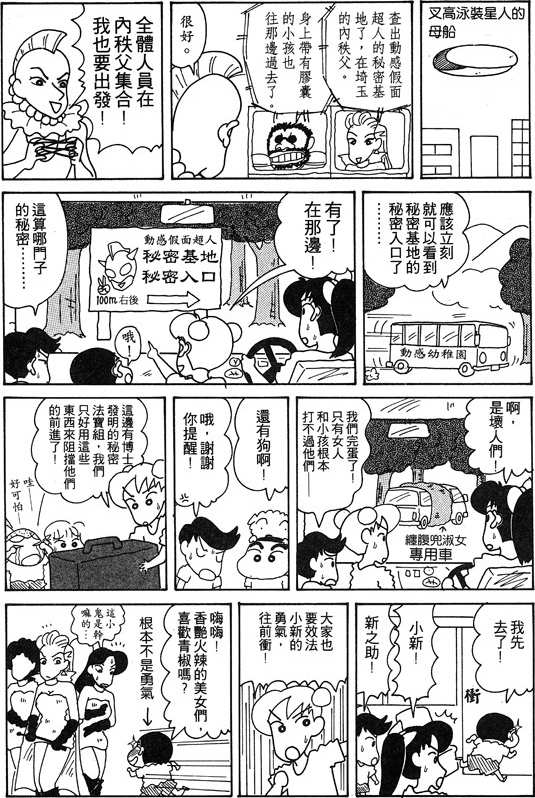 叉高泳裝星人的
母船
查出動感假面
超人的秘密基
地了，在埼玉
的內秩父。
身上帶有膠囊
的小孩也
往那邊過去了。
很好。
全體人員在
內秩父集合！
我也要出發！
應該立刻
就可以看到
秘密基地的
秘密入口了
………
動感幼稚園
有了！
在那邊！
動感假面超人
秘密基地
秘密入口
100m右後
哦！
這算哪門子
的秘密……
啊，
是壞人們！
我們完蛋了！
只有女人
和小孩根本
打不過他們！
纏腹兜淑女
專用車
還有狗啊！
哦，謝謝
你提醒！
這邊有博士
發明的秘密
法寶組，我們
只好用這些
東西來阻擋他們
的前進了！
哇——
好可怕
我先
去了！
衝
小新！
新之助！
大家也
要效法
小新的
勇氣，
往前衝！
嗨嗨！
香艷火辣的美女們，
喜歡青椒嗎？
根本不是勇氣
這小
鬼是幹
嘛的…